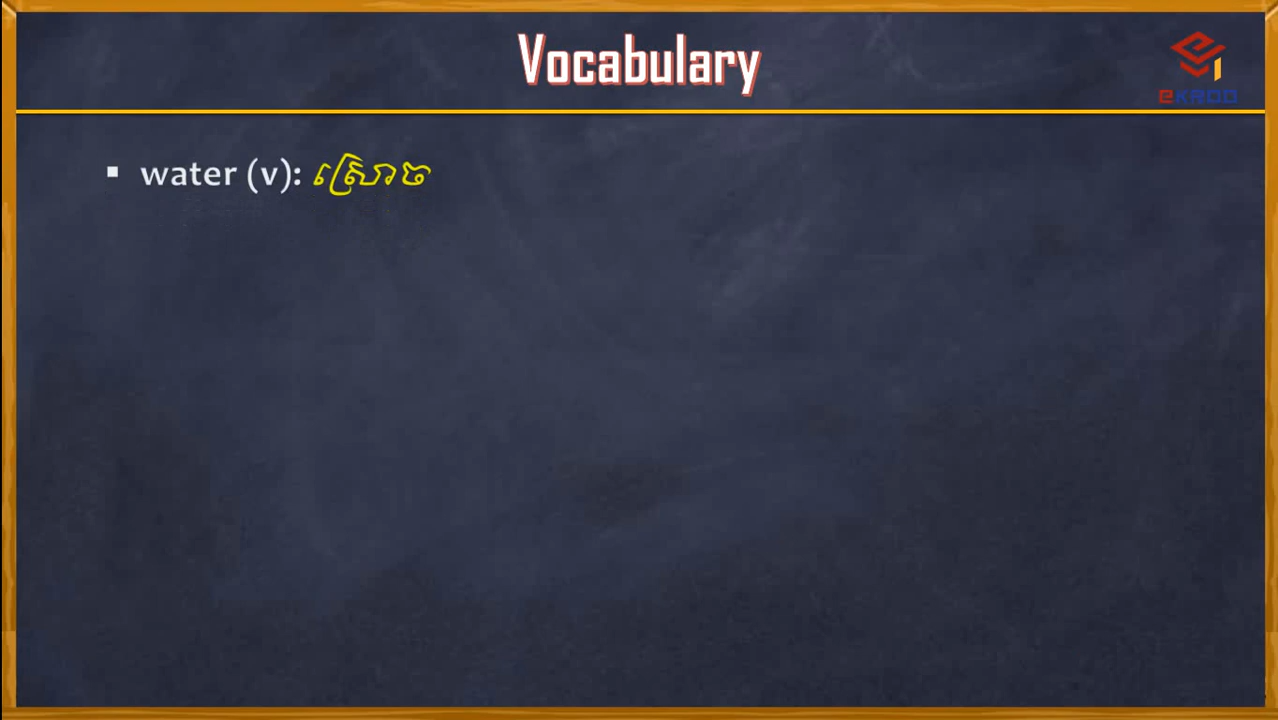 Vocabulary
eKROO
▪ water (v): ស្រោច